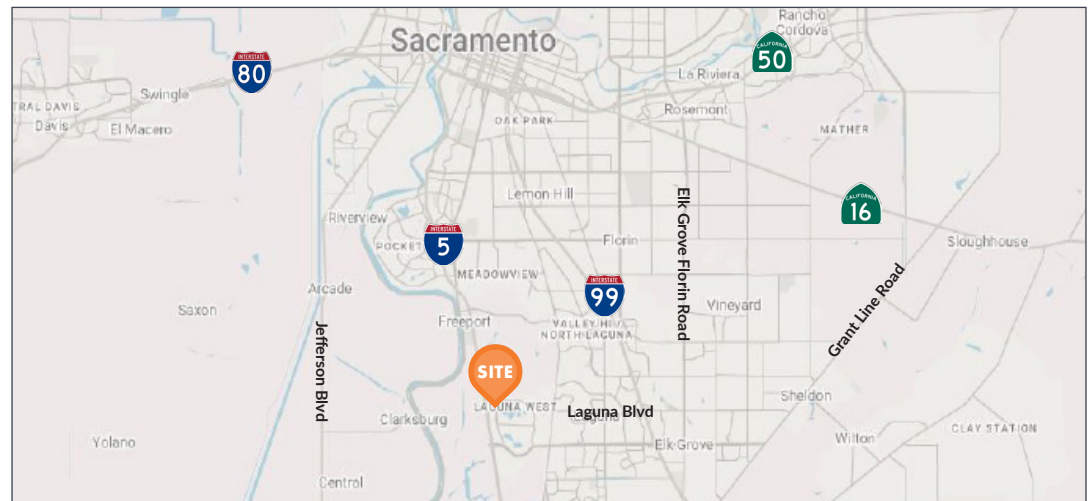 Rancho
Cordova
Sacramento
INTERSTATE
80
CALIFORNIA
50
La Riviera
Swingle
TRAL DAVIS
Davis
El Macero
Rosemont
OAK PARK
MATHER
Lemon Hill
Elk Grove Florin Road
CALIFORNIA
16
Riverview
INTERSTATE
5
POCKET
Florin
Sloughhouse
MEADOWVIEW
Arcade
INTERSTATE
99
Grant Line Road
Saxon
Vineyard
Freeport
VALLEY HI /
NORTH LAGUNA
Jefferson Blvd
SITE
LAGUNA WEST
Laguna Blvd
Laguna
Sheldon
Clarksburg
CLAY STATION
Yolano
Elk Grove
Wilton
Central